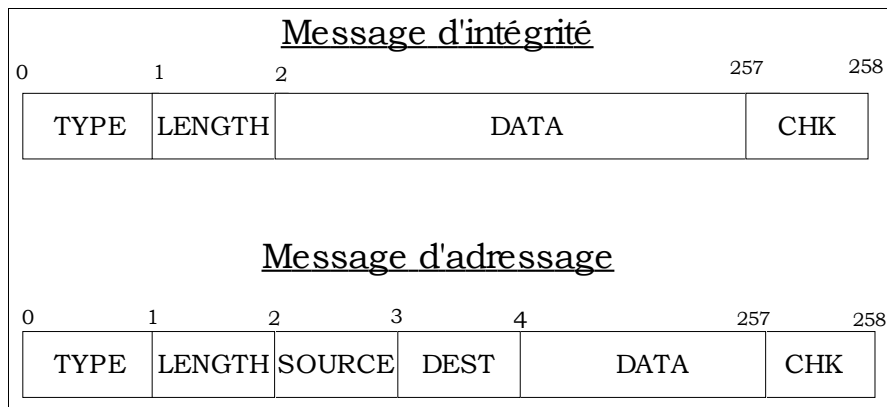 Message d'intégrité
0 1 2 257 258
TYPE LENGTH DATA CHK
Message d'adressage
0 1 2 3 4 257 258
TYPE LENGTH SOURCE DEST DATA CHK